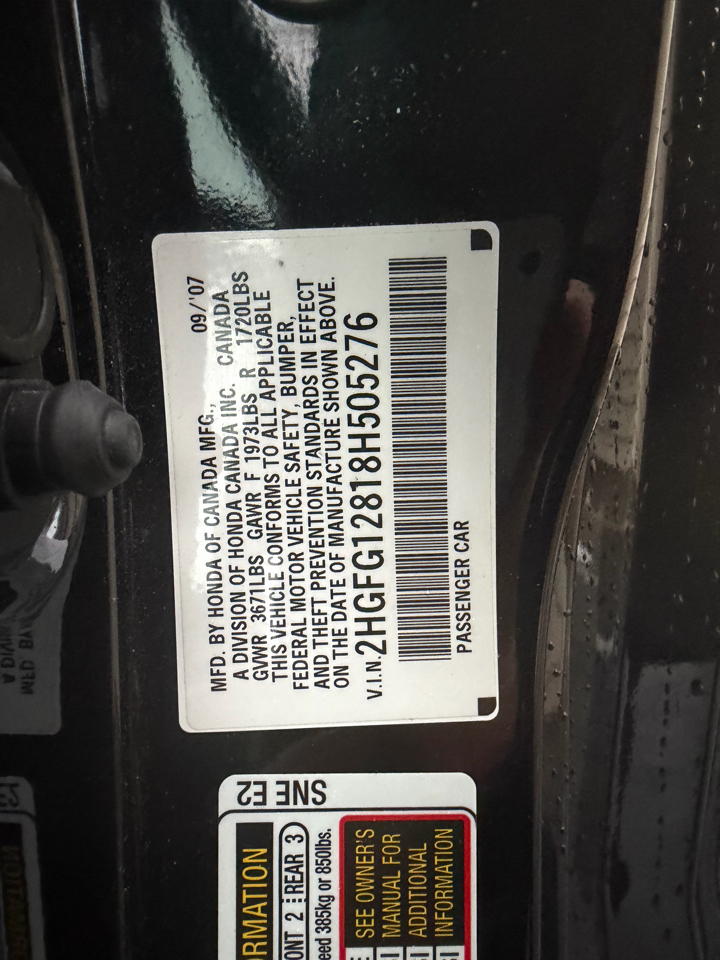 09/'07
MFD. BY HONDA OF CANADA MFG.,
A DIVISION OF HONDA CANADA INC. CANADA
GVWR 3671LBS GAWR F 1973LBS R 1720LBS
THIS VEHICLE CONFORMS TO ALL APPLICABLE
FEDERAL MOTOR VEHICLE SAFETY, BUMPER,
AND THEFT PREVENTION STANDARDS IN EFFECT
ON THE DATE OF MANUFACTURE SHOWN ABOVE.
V.I.N. 2HGFG12818H505276
PASSENGER CAR
SNE E2
REAR 3
2
385kg or 850lbs.
SEE OWNER'S
MANUAL FOR
ADDITIONAL
INFORMATION